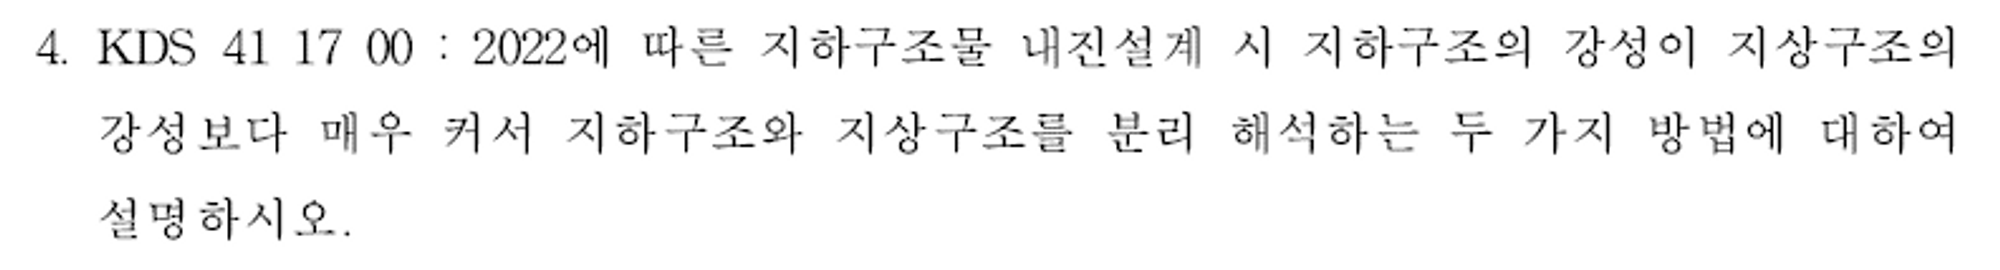 4. KDS 41 17 00 : 2022에 따른 지하구조물 내진설계 시 지하구조의 강성이 지상구조의
강성보다 매우 커서 지하구조와 지상구조를 분리 해석하는 두 가지 방법에 대하여
설명하시오.